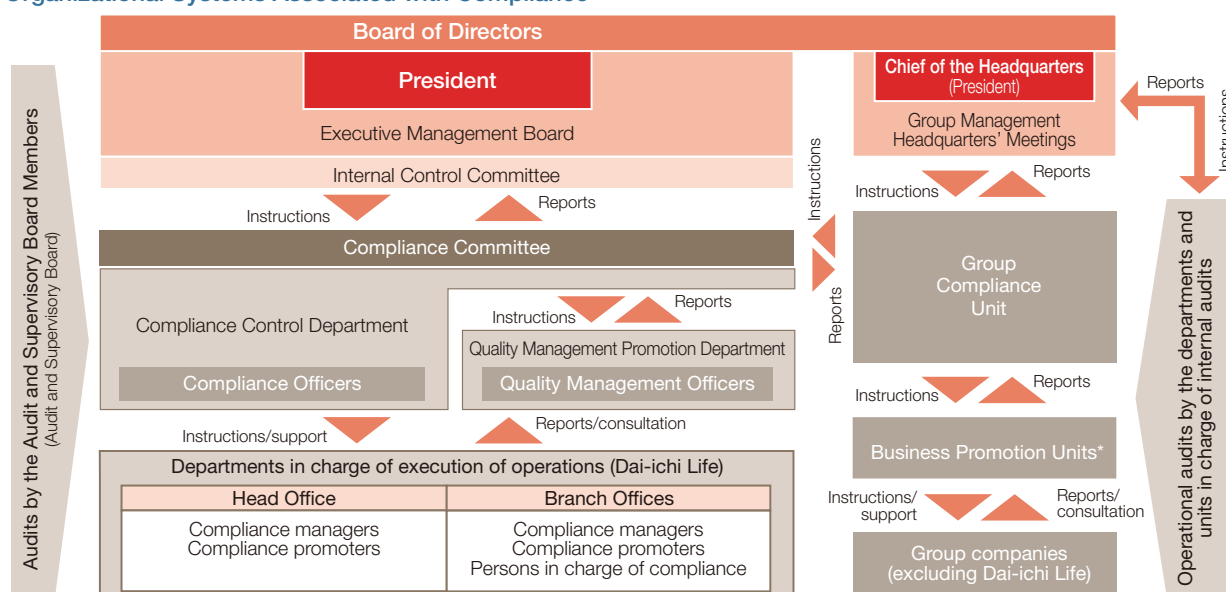 Organizational Systems Associated with Compliance
Board of Directors
President
Executive Management Board
Internal Control Committee
Instructions
Reports
Compliance Committee
Compliance Control Department
Compliance Officers
Instructions
Reports
Quality Management Promotion Department
Quality Management Officers
Instructions/support
Reports/consultation
Departments in charge of execution of operations (Dai-ichi Life)
Head Office
Compliance managers
Compliance promoters
Branch Offices
Compliance managers
Compliance promoters
Persons in charge of compliance
Audits by the Audit and Supervisory Board Members
(Audit and Supervisory Board)
Instructions
Reports
Chief of the Headquarters
(President)
Group Management
Headquarters' Meetings
Instructions
Reports
Group
Compliance
Unit
Instructions
Reports
Business Promotion Units*
Instructions/
support
Reports/
consultation
Group companies
(excluding Dai-ichi Life)
Reports
Instructions
Operational audits by the departments and
units in charge of internal audits